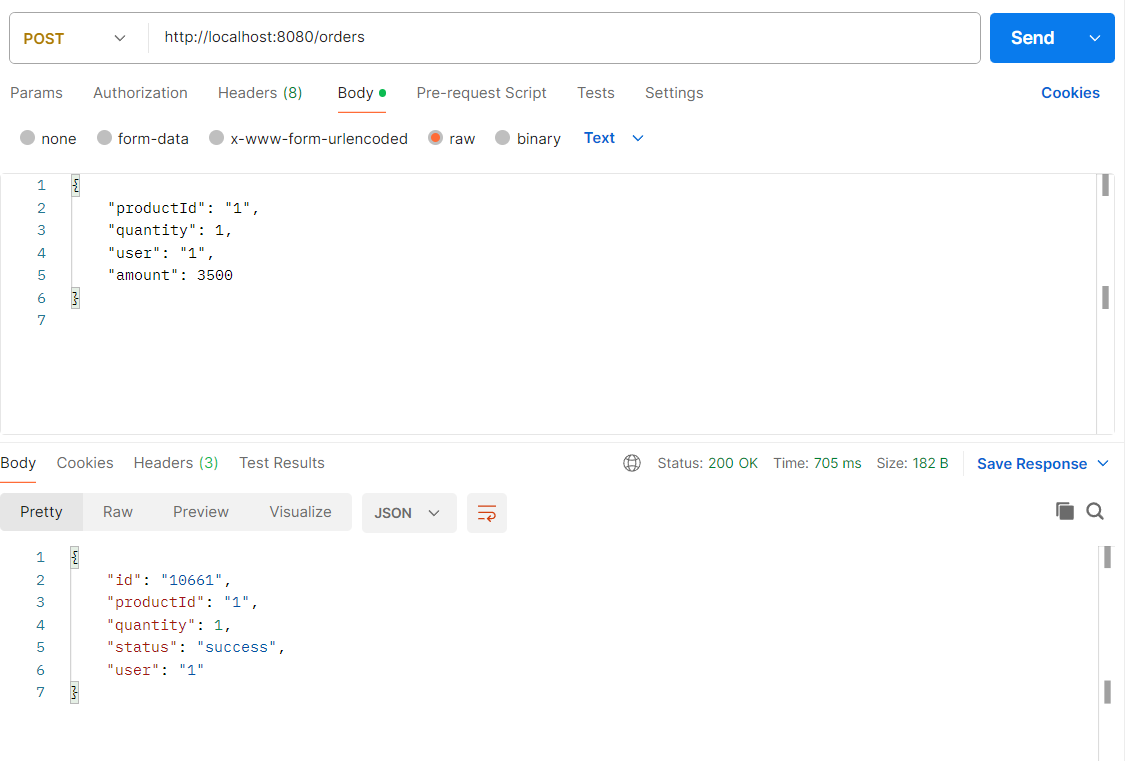 POST http://localhost:8080/orders Send
Params Authorization Headers (8) Body Pre-request Script Tests Settings Cookies
none form-data x-www-form-urlencoded raw binary Text
1 {
2 "productId": "1",
3 "quantity": 1,
4 "user": "1",
5 "amount": 3500
6 }
7
Body Cookies Headers (3) Test Results Status: 200 OK Time: 705 ms Size: 182 B Save Response
Pretty Raw Preview Visualize JSON
1 {
2 "id": "10661",
3 "productId": "1",
4 "quantity": 1,
5 "status": "success",
6 "user": "1"
7 }